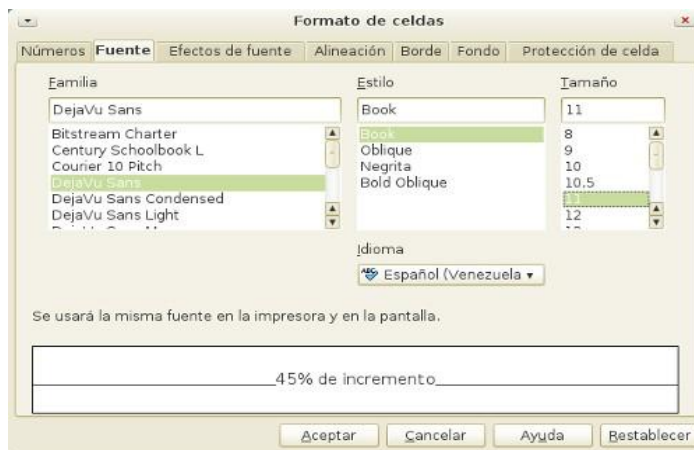 Formato de celdas
Números Fuente Efectos de fuente Alineación Borde Fondo Protección de celda
Familia Estilo Tamaño
DejaVu Sans Book 11
Bitstream Charter Book 8
Century Schoolbook L Oblique 9
Courier 10 Pitch Negrita 10
DejaVu Sans Bold Oblique 10.5
DejaVu Sans Condensed 11
DejaVu Sans Light 12
Idioma
Español (Venezuela
Se usará la misma fuente en la impresora y en la pantalla.
45% de incremento
Aceptar Cancelar Ayuda Restablecer